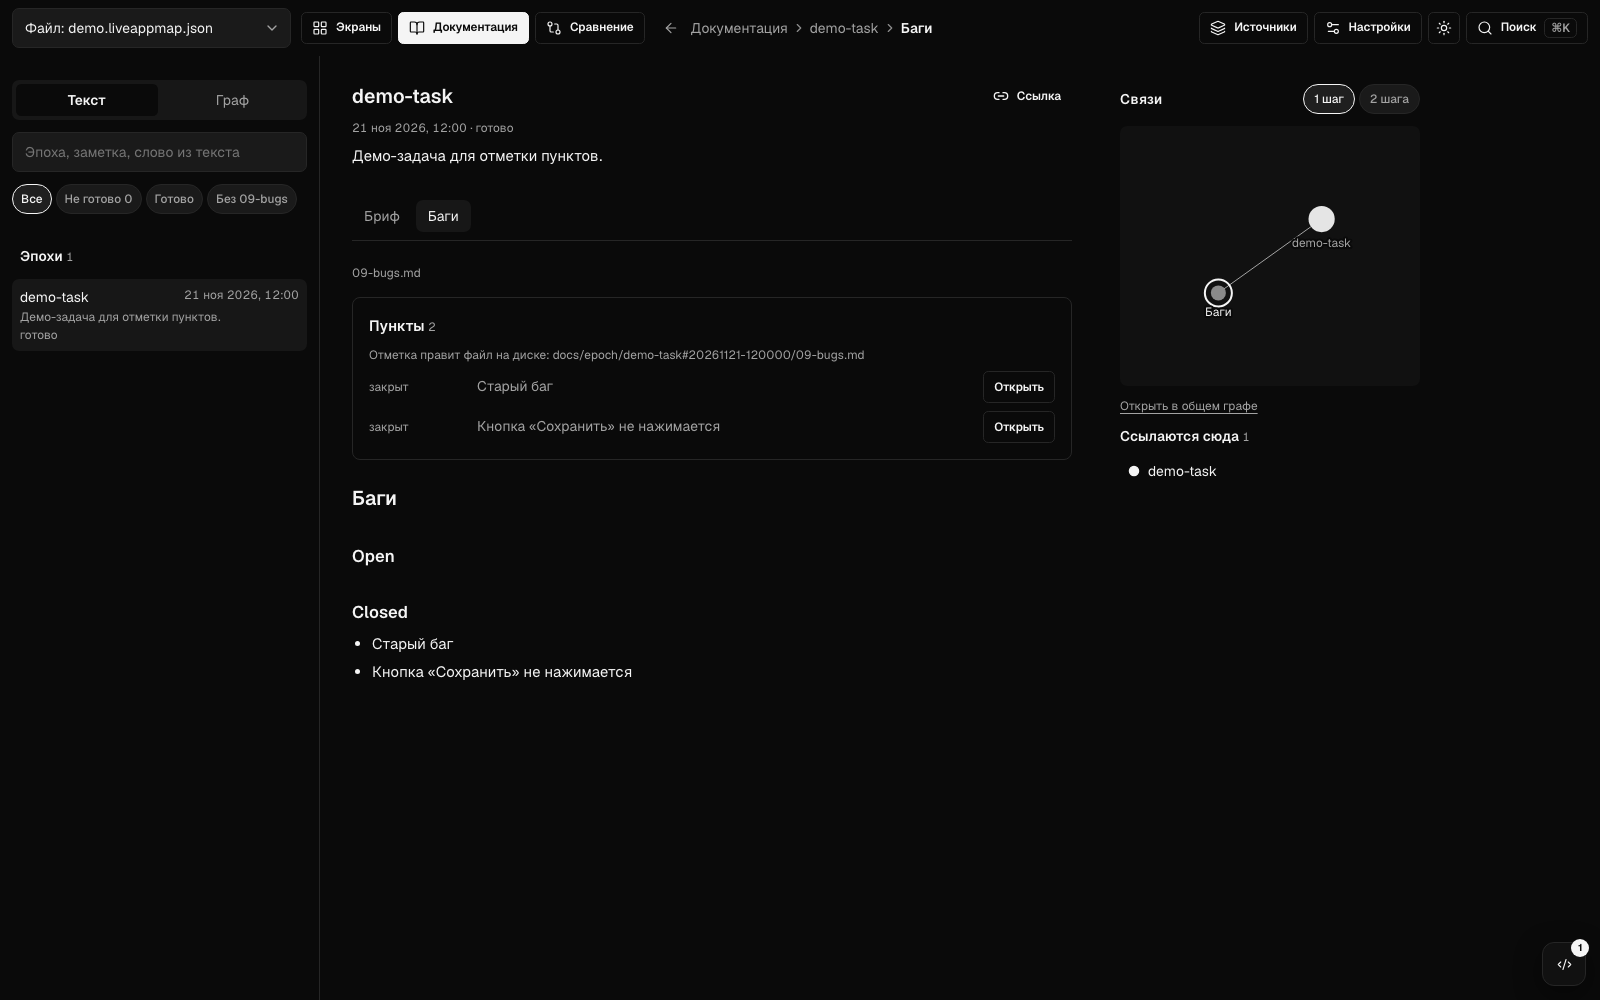 Файл: demo.liveappmap.json
Экраны
Документация
Сравнение
Документация > demo-task > Баги
Источники
Настройки
Поиск ⌘K
Текст
Граф
Эпоха, заметка, слово из текста
Все
Не готово 0
Готово
Без 09-bugs
Эпохи 1
demo-task 21 ноя 2026, 12:00
Демо-задача для отметки пунктов.
готово
demo-task
Ссылка
21 ноя 2026, 12:00 · готово
Демо-задача для отметки пунктов.
Бриф
Баги
09-bugs.md
Пункты 2
Отметка правит файл на диске: docs/epoch/demo-task#20261121-120000/09-bugs.md
закрыт Старый баг Открыть
закрыт Кнопка «Сохранить» не нажимается Открыть
Баги
Open
Closed
• Старый баг
• Кнопка «Сохранить» не нажимается
Связи
1 шаг
2 шага
demo-task
Баги
Открыть в общем графе
Ссылаются сюда 1
demo-task
1